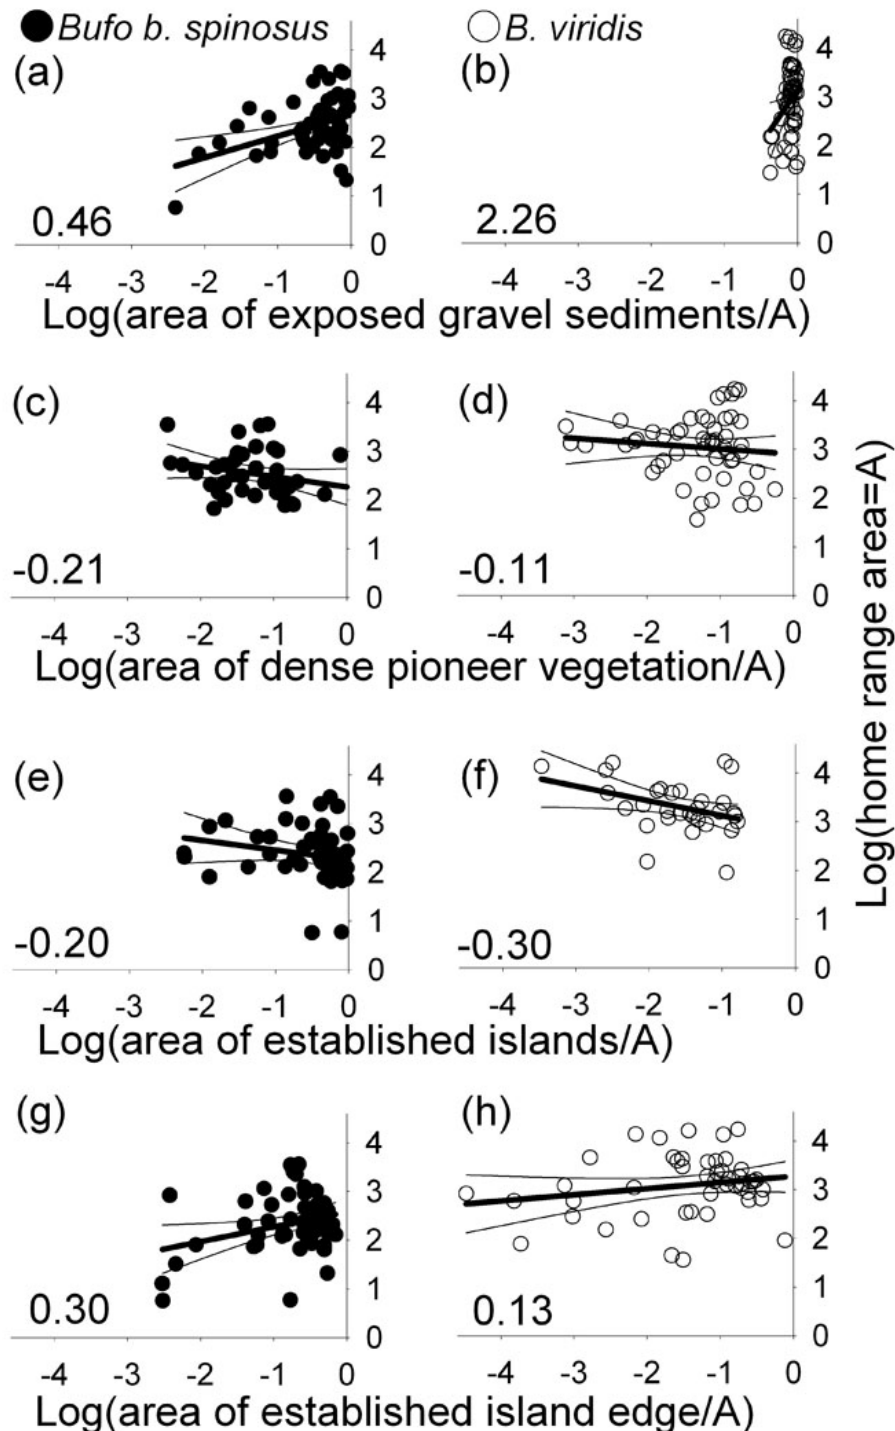 Bufo b. spinosus B. viridis
(a) (b)
4 4
3 3
2 2
1 1
0.46 0 2.26 0
-4 -3 -2 -1 0 -4 -3 -2 -1 0
Log(area of exposed gravel sediments/A)
(c) (d)
4 4
3 3
2 2
1 1
-0.21 0 -0.11 0
-4 -3 -2 -1 0 -4 -3 -2 -1 0
Log(area of dense pioneer vegetation/A)
(e) (f)
4 4
3 3
2 2
1 1
-0.20 0 -0.30 0
-4 -3 -2 -1 0 -4 -3 -2 -1 0
Log(area of established islands/A)
(g) (h)
4 4
3 3
2 2
1 1
0.30 0 0.13 0
-4 -3 -2 -1 0 -4 -3 -2 -1 0
Log(area of established island edge/A)
Log(home range area=A)